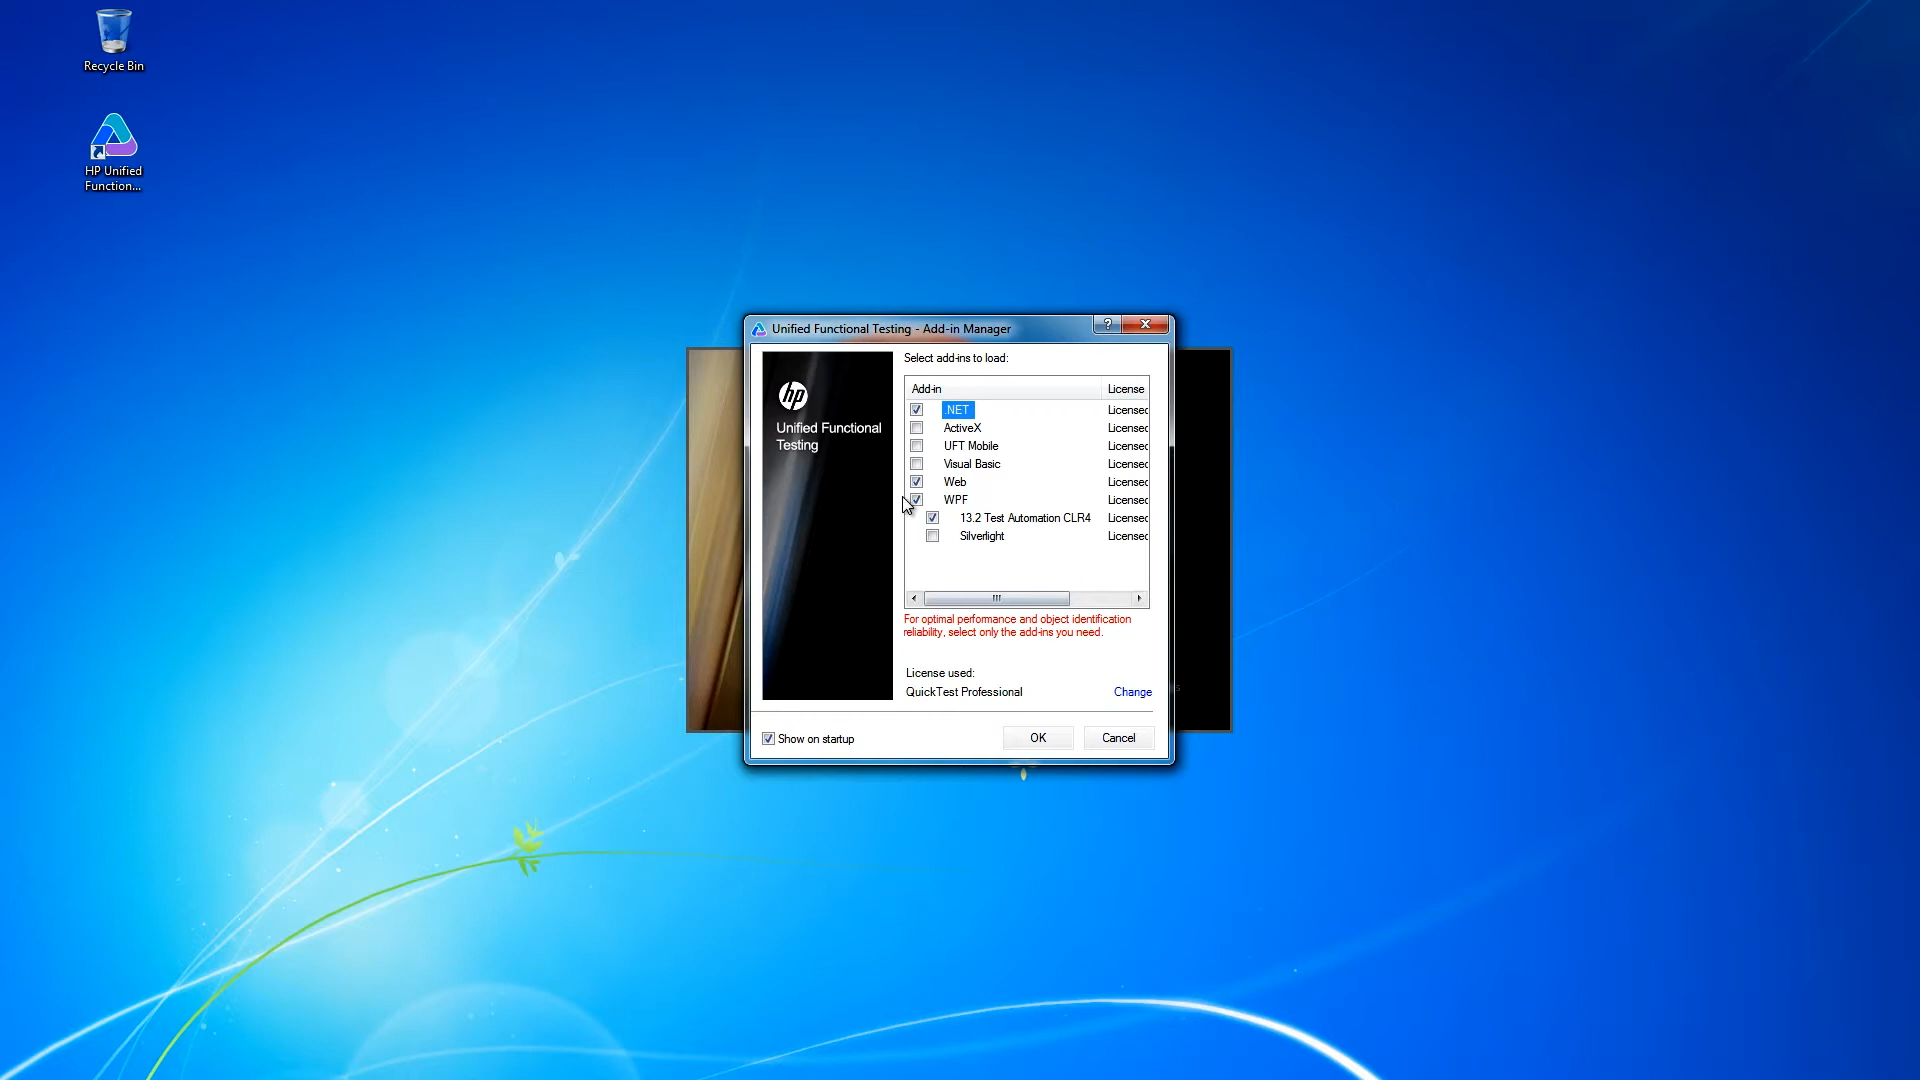 Recycle Bin
HP Unified
Function...
Unified Functional Testing - Add-in Manager
?
hp
Unified Functional
Testing
Select add-ins to load:
Add-in License
.NET Licensed
ActiveX Licensed
UFT Mobile Licensed
Visual Basic Licensed
Web Licensed
WPF Licensed
13.2 Test Automation CLR4 Licensed
Silverlight Licensed
For optimal performance and object identification
reliability, select only the add-ins you need.
License used:
QuickTest Professional Change
Show on startup OK Cancel